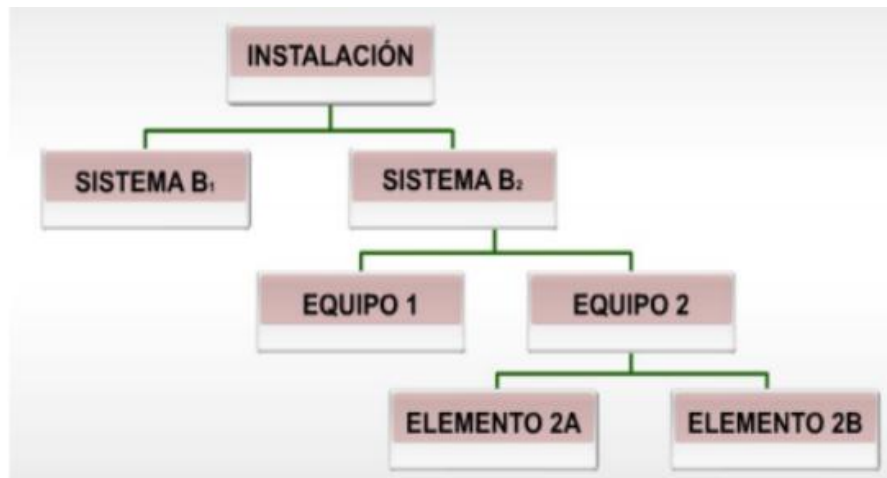 INSTALACIÓN
SISTEMA B₁
SISTEMA B₂
EQUIPO 1
EQUIPO 2
ELEMENTO 2A
ELEMENTO 2B